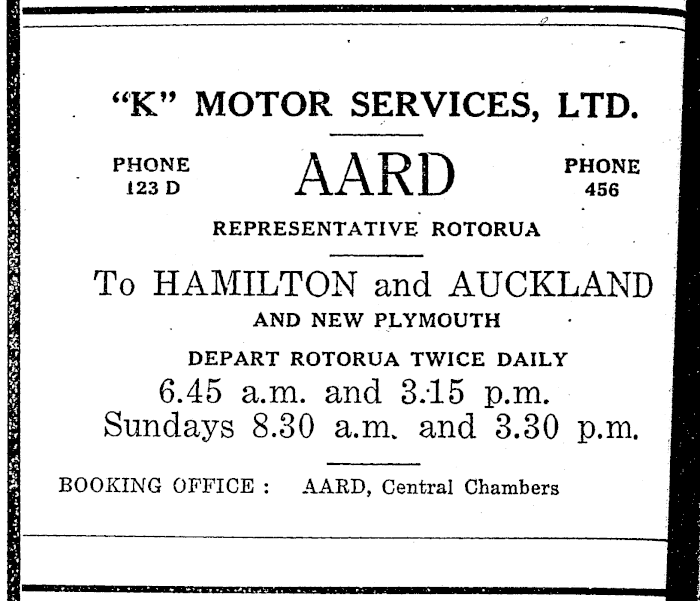 “K” MOTOR SERVICES, LTD.
PHONE 123 D
AARD
PHONE 456
REPRESENTATIVE ROTORUA
To HAMILTON and AUCKLAND
AND NEW PLYMOUTH
DEPART ROTORUA TWICE DAILY
6.45 a.m. and 3.15 p.m.
Sundays 8.30 a.m. and 3.30 p.m.
BOOKING OFFICE : AARD, Central Chambers